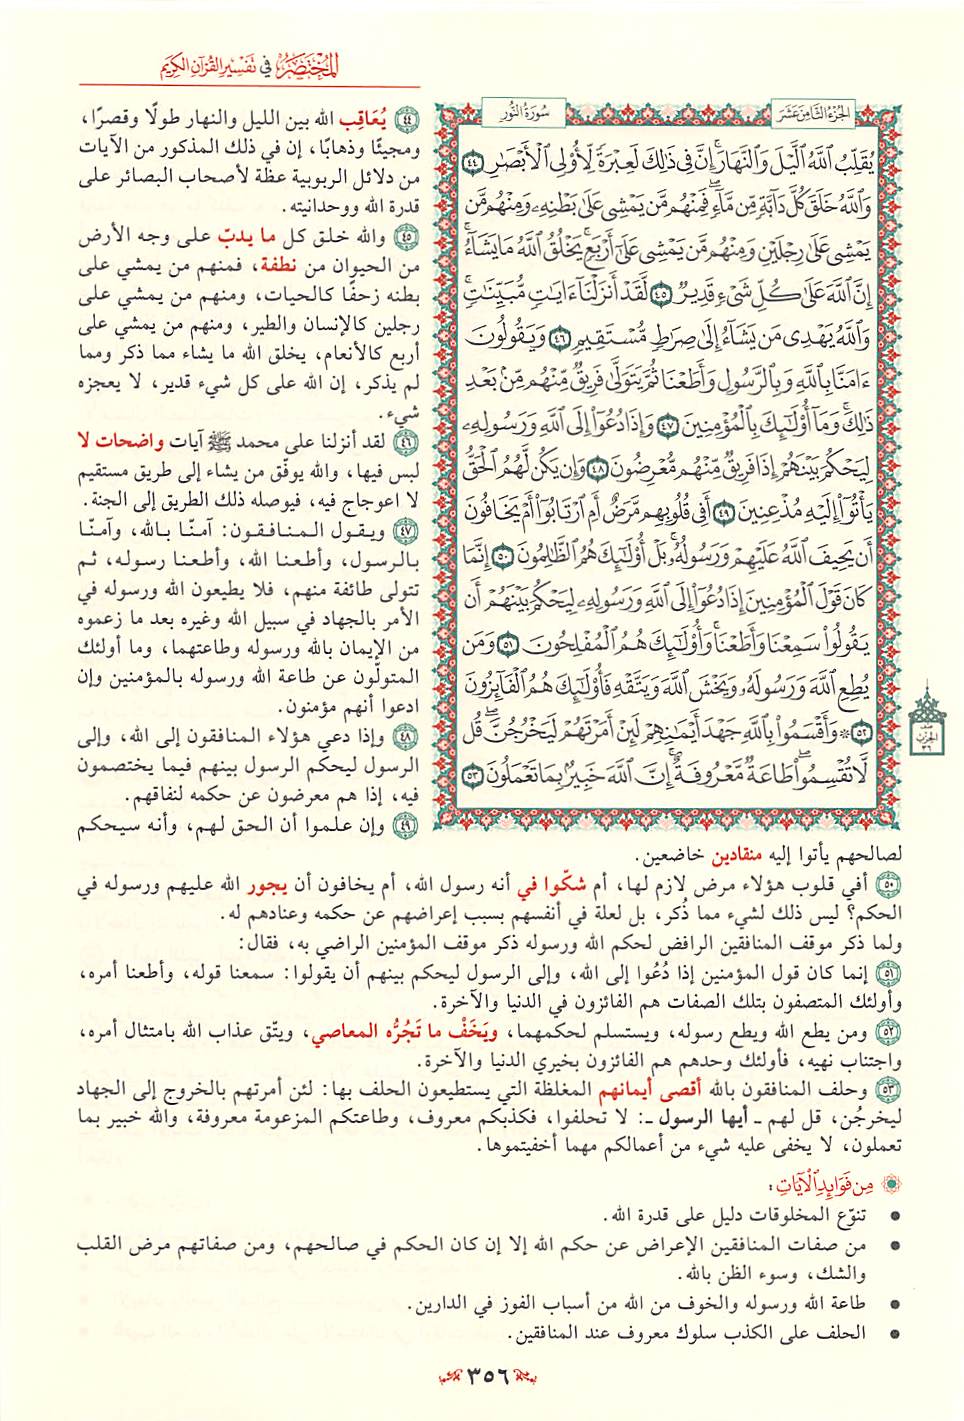 المختصر في تفسير القرآن الكريم
الجزء الثامن عشر
سورة النور
يُقَلِّبُ ٱللَّهُ ٱلَّيۡلَ وَٱلنَّهَارَۚ إِنَّ فِي ذَٰلِكَ لَعِبۡرَةٗ لِّأُوْلِي ٱلۡأَبۡصَٰرِ ٤٤
وَٱللَّهُ خَلَقَ كُلَّ دَآبَّةٖ مِّن مَّآءٖۖ فَمِنۡهُم مَّن يَمۡشِي عَلَىٰ بَطۡنِهِۦ وَمِنۡهُم مَّن
يَمۡشِي عَلَىٰ رِجۡلَيۡنِ وَمِنۡهُم مَّن يَمۡشِي عَلَىٰٓ أَرۡبَعٖۚ يَخۡلُقُ ٱللَّهُ مَا يَشَآءُۚ
إِنَّ ٱللَّهَ عَلَىٰ كُلِّ شَيۡءٖ قَدِيرٞ ٤٥ لَّقَدۡ أَنزَلۡنَآ ءَايَٰتٖ مُّبَيِّنَٰتٖۚ
وَٱللَّهُ يَهۡدِي مَن يَشَآءُ إِلَىٰ صِرَٰطٖ مُّسۡتَقِيمٖ ٤٦ وَيَقُولُونَ
ءَامَنَّا بِٱللَّهِ وَبِٱلرَّسُولِ وَأَطَعۡنَا ثُمَّ يَتَوَلَّىٰ فَرِيقٞ مِّنۡهُم مِّنۢ بَعۡدِ
ذَٰلِكَۚ وَمَآ أُوْلَٰٓئِكَ بِٱلۡمُؤۡمِنِينَ ٤٧ وَإِذَا دُعُوٓاْ إِلَى ٱللَّهِ وَرَسُولِهِۦ
لِيَحۡكُمَ بَيۡنَهُمۡ إِذَا فَرِيقٞ مِّنۡهُم مُّعۡرِضُونَ ٤٨ وَإِن يَكُن لَّهُمُ ٱلۡحَقُّ
يَأۡتُوٓاْ إِلَيۡهِ مُذۡعِنِينَ ٤٩ أَفِي قُلُوبِهِم مَّرَضٌ أَمِ ٱرۡتَابُوٓاْ أَمۡ يَخَافُونَ
أَن يَحِيفَ ٱللَّهُ عَلَيۡهِمۡ وَرَسُولُهُۥۚ بَلۡ أُوْلَٰٓئِكَ هُمُ ٱلظَّٰلِمُونَ ٥٠ إِنَّمَا
كَانَ قَوۡلَ ٱلۡمُؤۡمِنِينَ إِذَا دُعُوٓاْ إِلَى ٱللَّهِ وَرَسُولِهِۦ لِيَحۡكُمَ بَيۡنَهُمۡ أَن
يَقُولُواْ سَمِعۡنَا وَأَطَعۡنَاۚ وَأُوْلَٰٓئِكَ هُمُ ٱلۡمُفۡلِحُونَ ٥١ وَمَن
يُطِعِ ٱللَّهَ وَرَسُولَهُۥ وَيَخۡشَ ٱللَّهَ وَيَتَّقۡهِ فَأُوْلَٰٓئِكَ هُمُ ٱلۡفَآئِزُونَ
٥٢ ۞ وَأَقۡسَمُواْ بِٱللَّهِ جَهۡدَ أَيۡمَٰنِهِمۡ لَئِنۡ أَمَرۡتَهُمۡ لَيَخۡرُجُنَّۖ قُل
لَّا تُقۡسِمُواْۖ طَاعَةٞ مَّعۡرُوفَةٌۚ إِنَّ ٱللَّهَ خَبِيرُۢ بِمَا تَعۡمَلُونَ ٥٣
نصف
الحزب
٣٦
٤٤ يُعَاقِب الله بين الليل والنهار طولًا وقصرًا،
ومجيئًا وذهابًا، إن في ذلك المذكور من الآيات
من دلائل الربوبية عظة لأصحاب البصائر على
قدرة الله ووحدانيته.
٤٥ والله خلق كل ما يدبّ على وجه الأرض
من الحيوان من نطفة، فمنهم من يمشي على
بطنه زحفًا كالحيات، ومنهم من يمشي على
رجلين كالإنسان والطير، ومنهم من يمشي على
أربع كالأنعام، يخلق الله ما يشاء مما ذكر ومما
لم يذكر، إن الله على كل شيء قدير، لا يعجزه
شيء.
٤٦ لقد أنزلنا على محمد ﷺ آيات واضحات لا
لبس فيها، والله يوفّق من يشاء إلى طريق مستقيم
لا اعوجاج فيه، فيوصله ذلك الطريق إلى الجنة.
٤٧ ويقول المنافقون: آمنّا بالله، وآمنّا
بالرسول، وأطعنا الله، وأطعنا رسوله، ثم
تتولى طائفة منهم، فلا يطيعون الله ورسوله في
الأمر بالجهاد في سبيل الله وغيره بعد ما زعموه
من الإيمان بالله ورسوله وطاعتهما، وما أولئك
المتولُّون عن طاعة الله ورسوله بالمؤمنين وإن
ادعوا أنهم مؤمنون.
٤٨ وإذا دعي هؤلاء المنافقون إلى الله، وإلى
الرسول ليحكم الرسول بينهم فيما يختصمون
فيه، إذا هم معرضون عن حكمه لنفاقهم.
٤٩ وإن علموا أن الحق لهم، وأنه سيحكم
لصالحهم يأتوا إليه منقادين خاضعين.
٥٠ أفي قلوب هؤلاء مرض لازم لها، أم شكّوا في أنه رسول الله، أم يخافون أن يجور الله عليهم ورسوله في
الحكم؟ ليس ذلك لشيء مما ذُكر، بل لعلة في أنفسهم بسبب إعراضهم عن حكمه وعنادهم له.
ولما ذكر موقف المنافقين الرافض لحكم الله ورسوله ذكر موقف المؤمنين الراضي به، فقال:
٥١ إنما كان قول المؤمنين إذا دُعُوا إلى الله، وإلى الرسول ليحكم بينهم أن يقولوا: سمعنا قوله، وأطعنا أمره،
وأولئك المتصفون بتلك الصفات هم الفائزون في الدنيا والآخرة.
٥٢ ومن يطع الله ويطع رسوله، ويستسلم لحكمهما، ويَخَفْ ما تَجُرُّه المعاصي، ويتّق عذاب الله بامتثال أمره،
واجتناب نهيه، فأولئك وحدهم هم الفائزون بخيري الدنيا والآخرة.
٥٣ وحلف المنافقون بالله أقصى أيمانهم المغلظة التي يستطيعون الحلف بها: لئن أمرتهم بالخروج إلى الجهاد
ليخرجُن، قل لهم ـ أيها الرسول ـ: لا تحلفوا، فكذبكم معروف، وطاعتكم المزعومة معروفة، والله خبير بما
تعملون، لا يخفى عليه شيء من أعمالكم مهما أخفيتموها.
من فوائد الآيات:
• تنوّع المخلوقات دليل على قدرة الله.
• من صفات المنافقين الإعراض عن حكم الله إلا إن كان الحكم في صالحهم، ومن صفاتهم مرض القلب
والشك، وسوء الظن بالله.
• طاعة الله ورسوله والخوف من الله من أسباب الفوز في الدارين.
• الحلف على الكذب سلوك معروف عند المنافقين.
٣٥٦